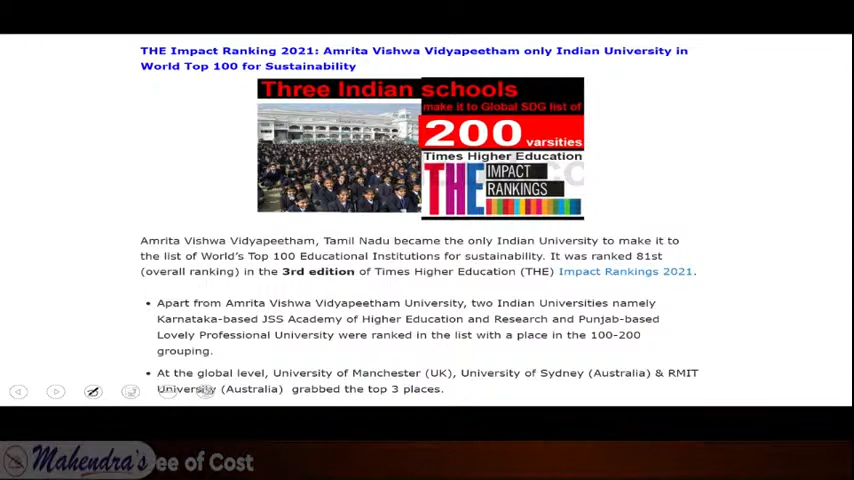 THE Impact Ranking 2021: Amrita Vishwa Vidyapeetham only Indian University in
World Top 100 for Sustainability
Three Indian schools
make it to Global SDG list of
200 varsities
Times Higher Education
THE IMPACT
RANKINGS
Amrita Vishwa Vidyapeetham, Tamil Nadu became the only Indian University to make it to
the list of World's Top 100 Educational Institutions for sustainability. It was ranked 81st
(overall ranking) in the 3rd edition of Times Higher Education (THE) Impact Rankings 2021.
• Apart from Amrita Vishwa Vidyapeetham University, two Indian Universities namely
Karnataka-based JSS Academy of Higher Education and Research and Punjab-based
Lovely Professional University were ranked in the list with a place in the 100-200
grouping.
• At the global level, University of Manchester (UK), University of Sydney (Australia) & RMIT
University (Australia) grabbed the top 3 places.
Mahendra's ee of Cost